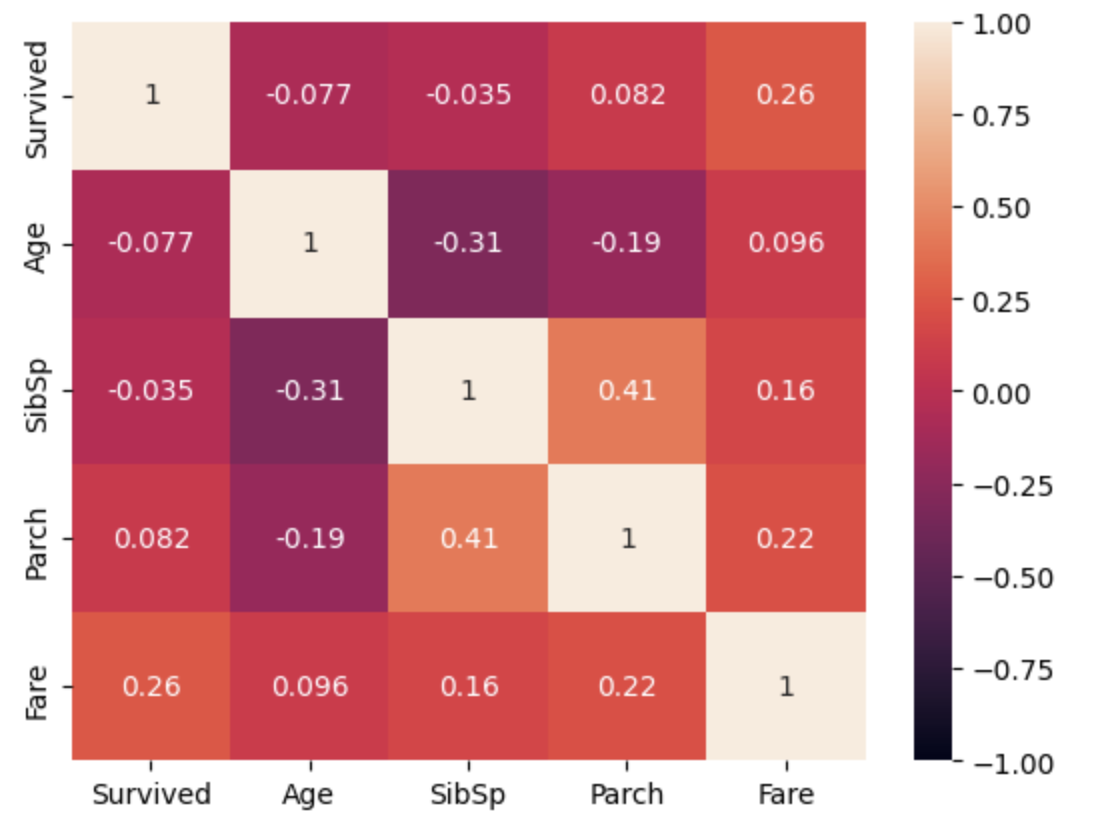 Survived 1 -0.077 -0.035 0.082 0.26
Age -0.077 1 -0.31 -0.19 0.096
SibSp -0.035 -0.31 1 0.41 0.16
Parch 0.082 -0.19 0.41 1 0.22
Fare 0.26 0.096 0.16 0.22 1
Survived Age SibSp Parch Fare
1.00
0.75
0.50
0.25
0.00
−0.25
−0.50
−0.75
−1.00